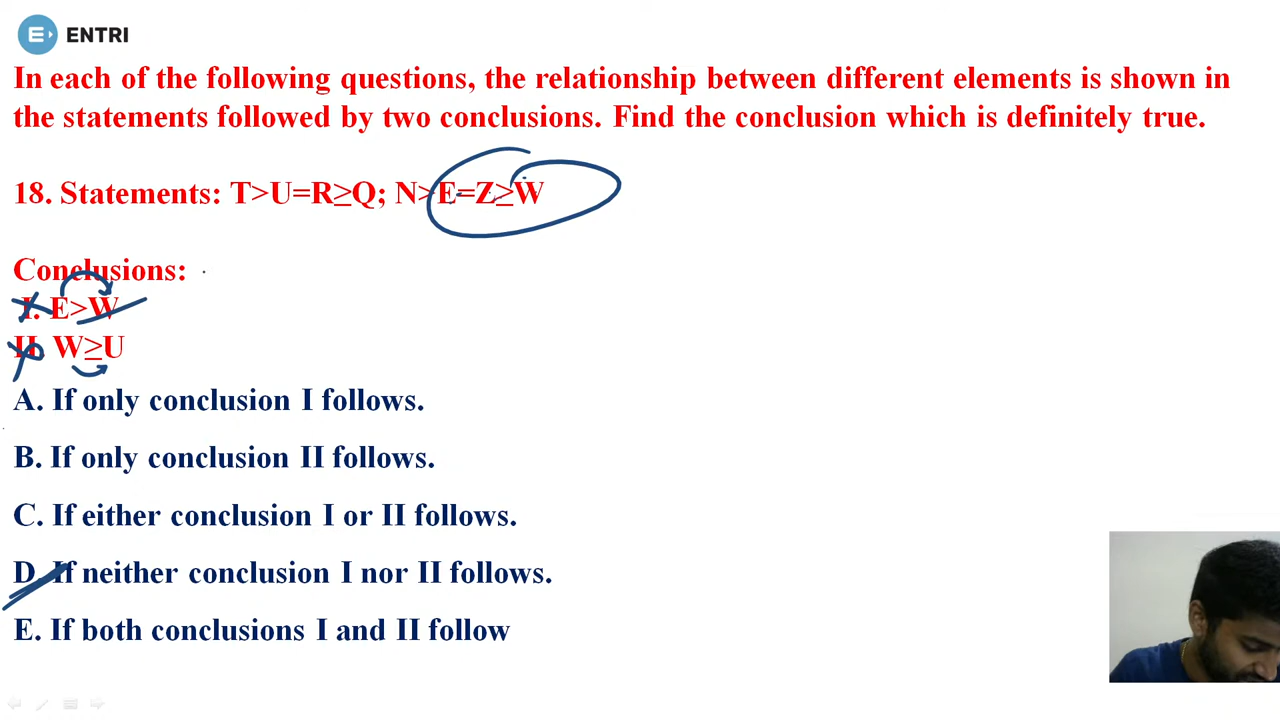 ENTRI
In each of the following questions, the relationship between different elements is shown in
the statements followed by two conclusions. Find the conclusion which is definitely true.
18. Statements: T>U=R≥Q; N>E=Z≥W
Conclusions:
I. E>W
II. W≥U
A. If only conclusion I follows.
B. If only conclusion II follows.
C. If either conclusion I or II follows.
D. If neither conclusion I nor II follows.
E. If both conclusions I and II follow